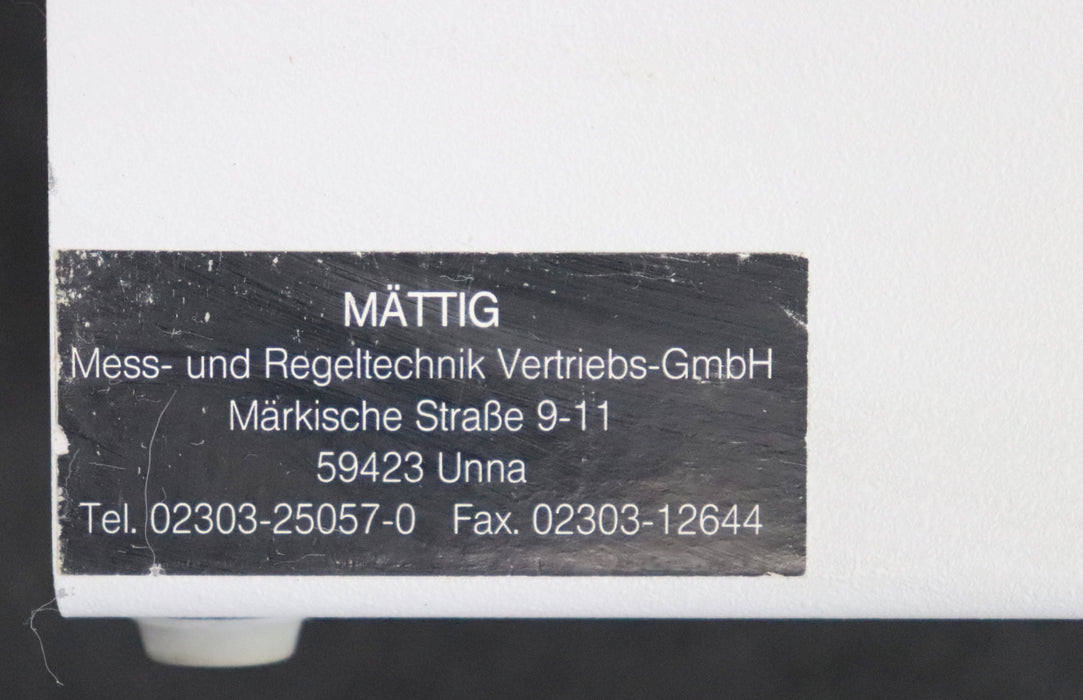 MÄTTIG
Mess- und Regeltechnik Vertriebs-GmbH
Märkische Straße 9-11
59423 Unna
Tel. 02303-25057-0 Fax. 02303-12644